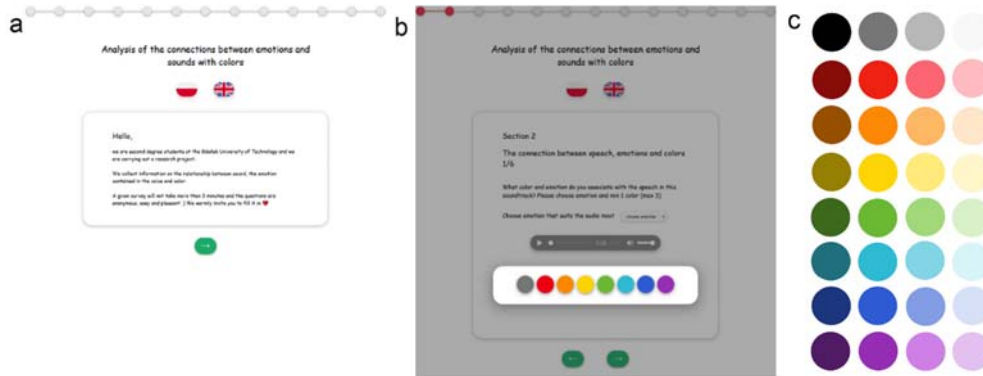 a
Analysis of the connections between emotions and
sounds with colors
Hello,
we are second degree students at the Gdańsk University of Technology and we
are carrying out a research project.
We collect information on the relationship between sound, the emotion
contained in the voice and color.
A given survey will not take more than 3 minutes and the questions are
anonymous, easy and pleasant :) We warmly invite you to fill it in
b
Analysis of the connections between emotions and
sounds with colors
Section 2
The connection between speech, emotions and colors
1/6
What color and emotion do you associate with the speech in this
soundtrack? Please choose emotion and min 1 color (max 2)
Choose emotion that suits the audio most
c